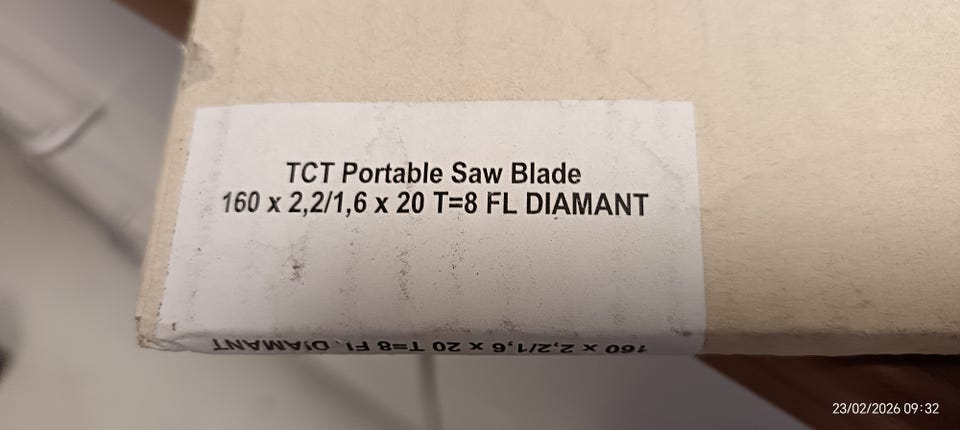 TCT Portable Saw Blade
160 x 2,2/1,6 x 20 T=8 FL DIAMANT
160 x 2,2/1,6 x 20 T=8 FL DIAMANT
23/02/2026 09:32